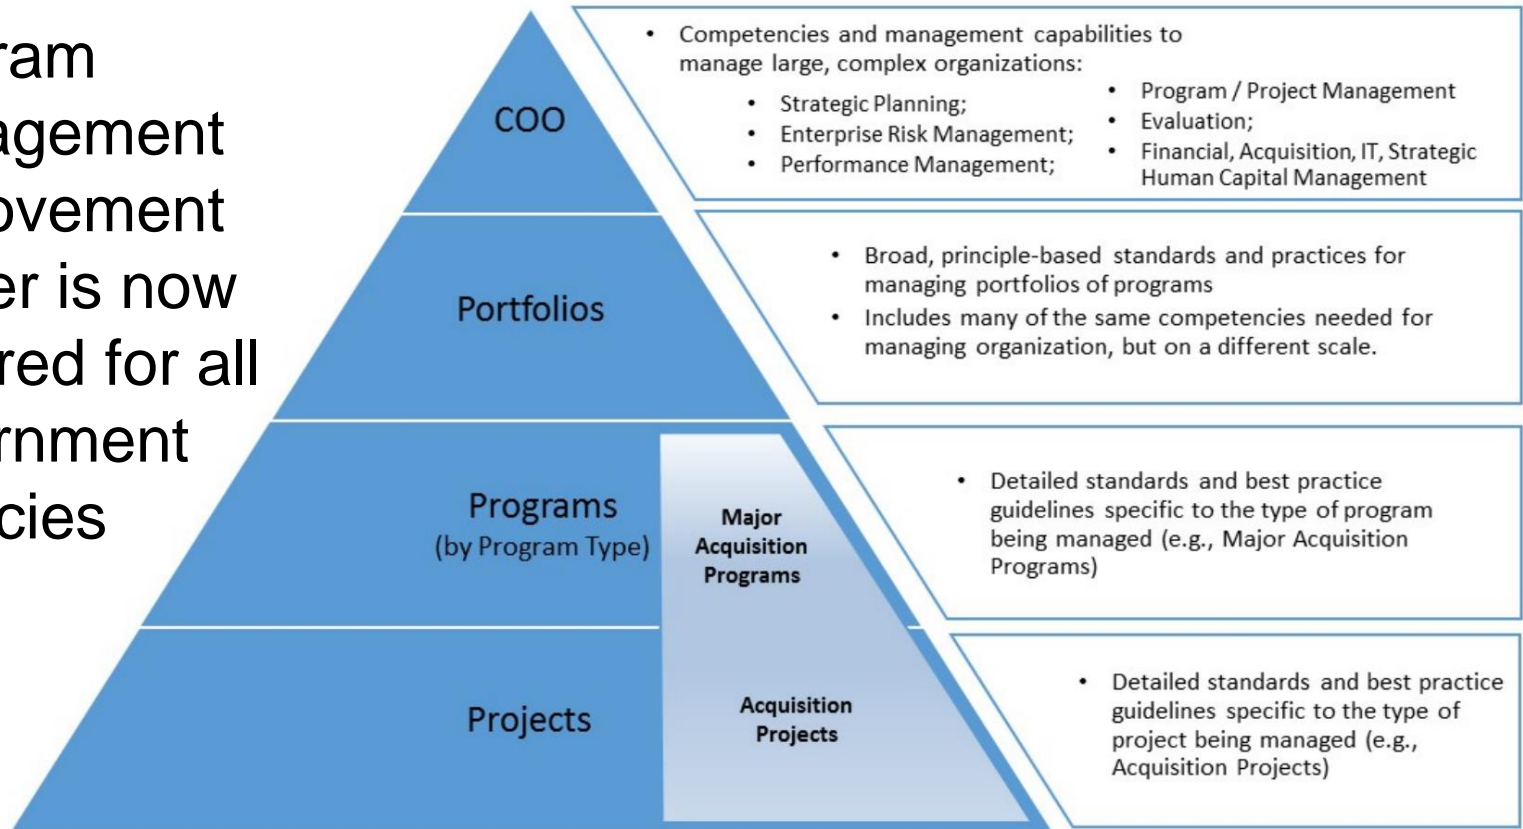 ram
agement
ovement
er is now
red for all
rnment
cies
COO
• Competencies and management capabilities to
manage large, complex organizations:
• Strategic Planning;
• Enterprise Risk Management;
• Performance Management;
• Program / Project Management
• Evaluation;
• Financial, Acquisition, IT, Strategic
Human Capital Management
Portfolios
• Broad, principle-based standards and practices for
managing portfolios of programs
• Includes many of the same competencies needed for
managing organization, but on a different scale.
Programs
(by Program Type)
Major
Acquisition
Programs
• Detailed standards and best practice
guidelines specific to the type of program
being managed (e.g., Major Acquisition
Programs)
Projects
Acquisition
Projects
• Detailed standards and best practice
guidelines specific to the type of
project being managed (e.g.,
Acquisition Projects)